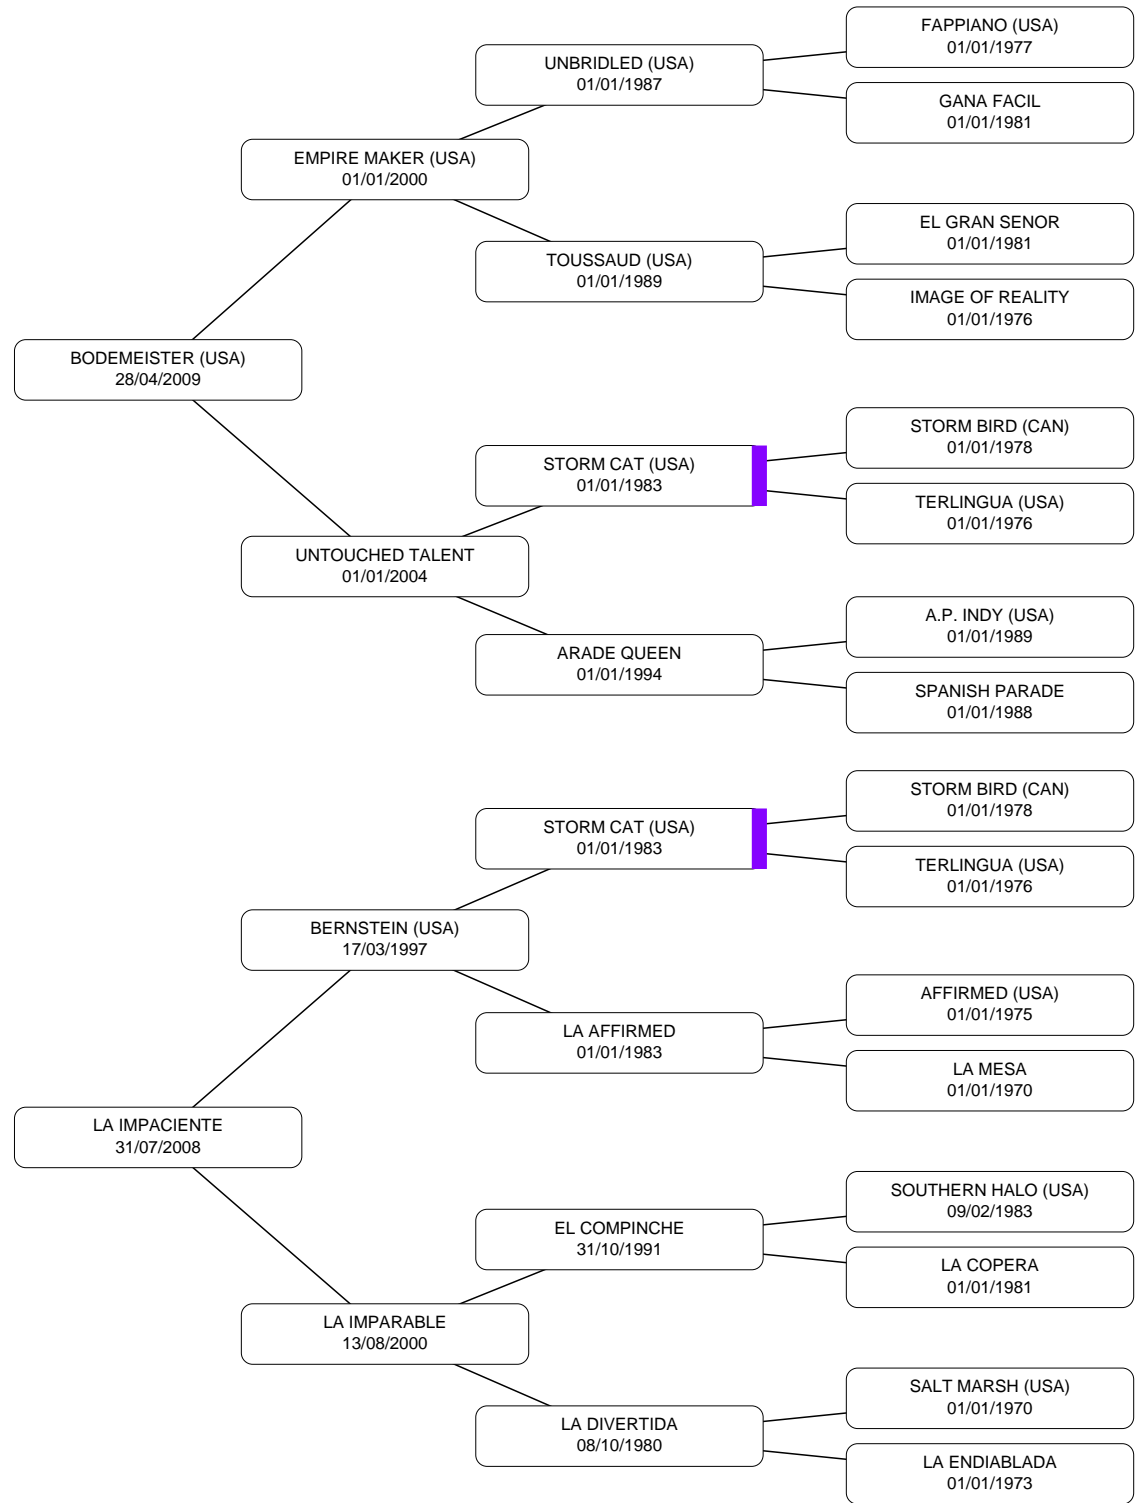 FAPPIANO (USA)
01/01/1977
UNBRIDLED (USA)
01/01/1987
GANA FACIL
01/01/1981
EMPIRE MAKER (USA)
01/01/2000
EL GRAN SENOR
01/01/1981
TOUSSAUD (USA)
01/01/1989
IMAGE OF REALITY
01/01/1976
BODEMEISTER (USA)
28/04/2009
STORM BIRD (CAN)
01/01/1978
STORM CAT (USA)
01/01/1983
TERLINGUA (USA)
01/01/1976
UNTOUCHED TALENT
01/01/2004
A.P. INDY (USA)
01/01/1989
ARADE QUEEN
01/01/1994
SPANISH PARADE
01/01/1988
STORM BIRD (CAN)
01/01/1978
STORM CAT (USA)
01/01/1983
TERLINGUA (USA)
01/01/1976
BERNSTEIN (USA)
17/03/1997
AFFIRMED (USA)
01/01/1975
LA AFFIRMED
01/01/1983
LA MESA
01/01/1970
LA IMPACIENTE
31/07/2008
SOUTHERN HALO (USA)
09/02/1983
EL COMPINCHE
31/10/1991
LA COPERA
01/01/1981
LA IMPARABLE
13/08/2000
SALT MARSH (USA)
01/01/1970
LA DIVERTIDA
08/10/1980
LA ENDIABLADA
01/01/1973